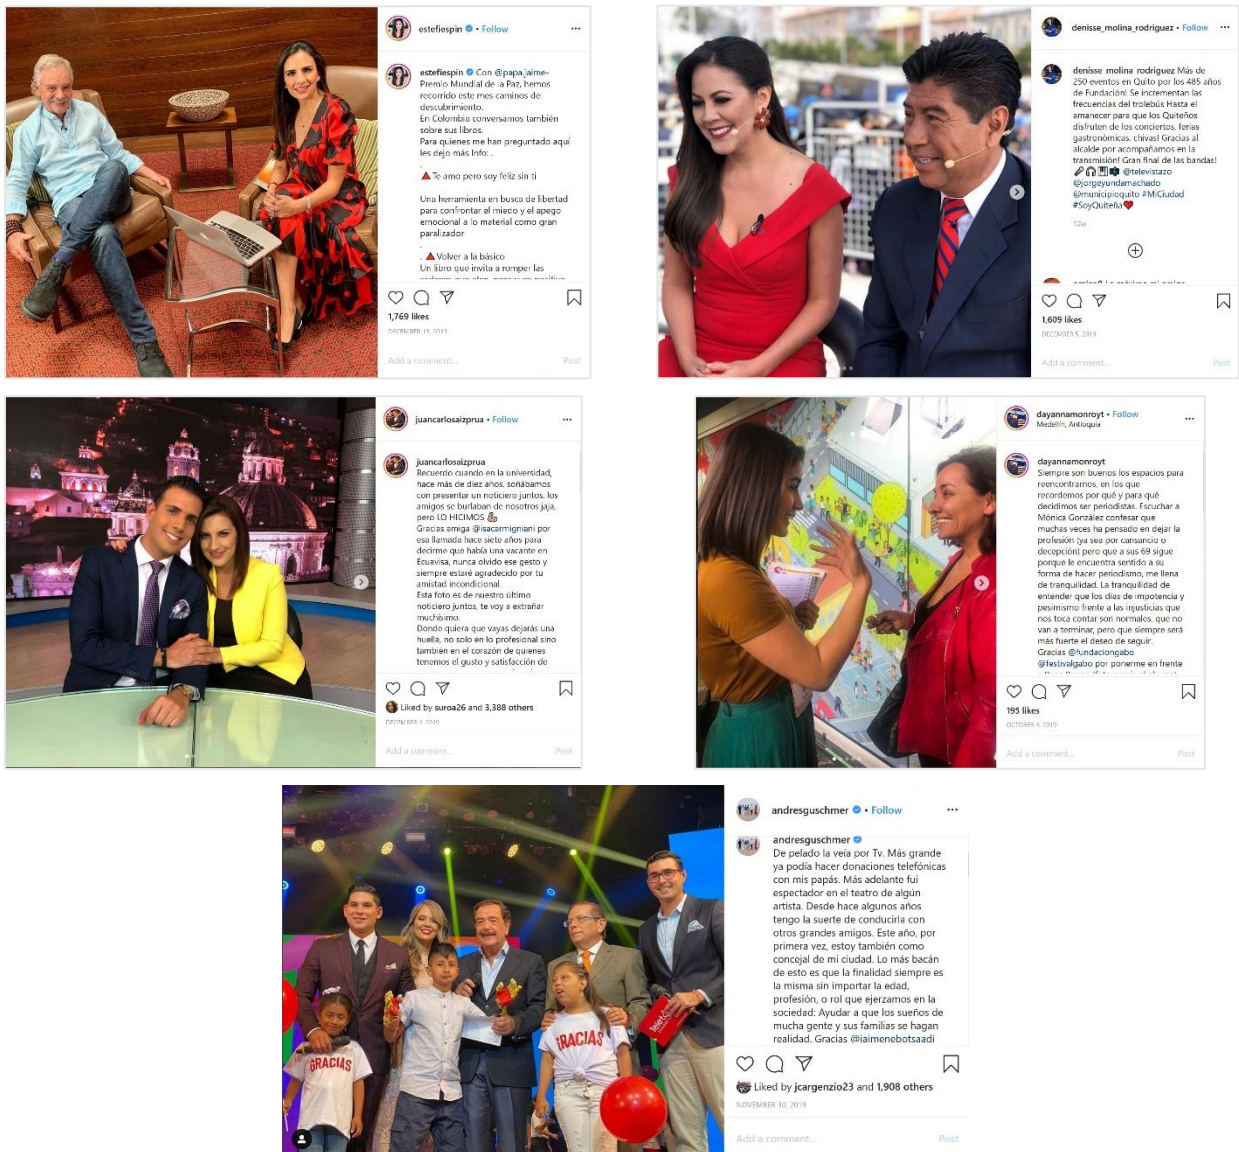 estefiespin • Follow
estefiespin Con @papa.jaime-
Premio Mundial de la Paz, hemos
recorrido este mes caminos de
descubrimiento.
En Colombia conversamos también
sobre sus libros.
Para quienes me han preguntado aquí
les dejo más Info: .
.
Te amo pero soy feliz sin ti
Una herramienta en busca de libertad
para confrontar el miedo y el apego
emocional a lo material como gran
paralizador
.
. Volver a la básico
Un libro que invita a romper las
1,769 likes
DECEMBER 15, 2019
Add a comment...
Post
denisse_molina_rodriguez • Follow
denisse_molina_rodriguez Más de
250 eventos en Quito por los 485 años
de Fundación! Se incrementan las
frecuencias del trolebús Hasta el
amanecer para que los Quiteños
disfruten de los conciertos, ferias
gastronómicas, chivas! Gracias al
alcalde por acompañarnos en la
transmisión! Gran final de las bandas!
@televistazo
@jorgeyundamachado
@municipioquito #MiCiudad
#SoyQuiteña
12w
1,609 likes
DECEMBER 5, 2019
Add a comment...
Post
juancarlosaizprua • Follow
juancarlosaizprua
Recuerdo cuando en la universidad,
hace más de diez años, soñábamos
con presentar un noticiero juntos, los
amigos se burlaban de nosotros jaja,
pero LO HICIMOS
Gracias amiga @isacarmigniani por
esa llamada hace siete años para
decirme que había una vacante en
Ecuavisa, nunca olvido ese gesto y
siempre estaré agradecido por tu
amistad incondicional.
Esta foto es de nuestro último
noticiero juntos, te voy a extrañar
muchísimo.
Donde quiera que vayas dejarás una
huella, no solo en lo profesional sino
también en el corazón de quienes
tenemos el gusto y satisfacción de
Liked by suroa26 and 3,388 others
DECEMBER 4, 2019
Add a comment...
Post
dayannamonroyt • Follow
Medellín, Antioquia
dayannamonroyt
Siempre son buenos los espacios para
reencontrarnos, en los que
recordemos por qué y para qué
decidimos ser periodistas. Escuchar a
Mónica González confesar que
muchas veces ha pensado en dejar la
profesión (ya sea por cansancio o
decepción) pero que a sus 69 sigue
porque le encuentra sentido a su
forma de hacer periodismo, me llena
de tranquilidad. La tranquilidad de
entender que los días de impotencia y
pesimismo frente a las injusticias que
nos toca contar son normales, que no
van a terminar, pero que siempre será
más fuerte el deseo de seguir.
Gracias @fundaciongabo
@festivalgabo por ponerme en frente
195 likes
OCTOBER 4, 2019
Add a comment...
Post
andresguschmer • Follow
andresguschmer
De pelado la veía por Tv. Más grande
ya podía hacer donaciones telefónicas
con mis papás. Más adelante fui
espectador en el teatro de algún
artista. Desde hace algunos años
tengo la suerte de conducirla con
otros grandes amigos. Este año, por
primera vez, estoy también como
concejal de mi ciudad. Lo más bacán
de esto es que la finalidad siempre es
la misma sin importar la edad,
profesión, o rol que ejerzamos en la
sociedad: Ayudar a que los sueños de
mucha gente y sus familias se hagan
realidad. Gracias @jaimenebotsaadi
Liked by jcargenzio23 and 1,908 others
NOVEMBER 30, 2019
Add a comment...
Post
GRACIAS
GRACIAS